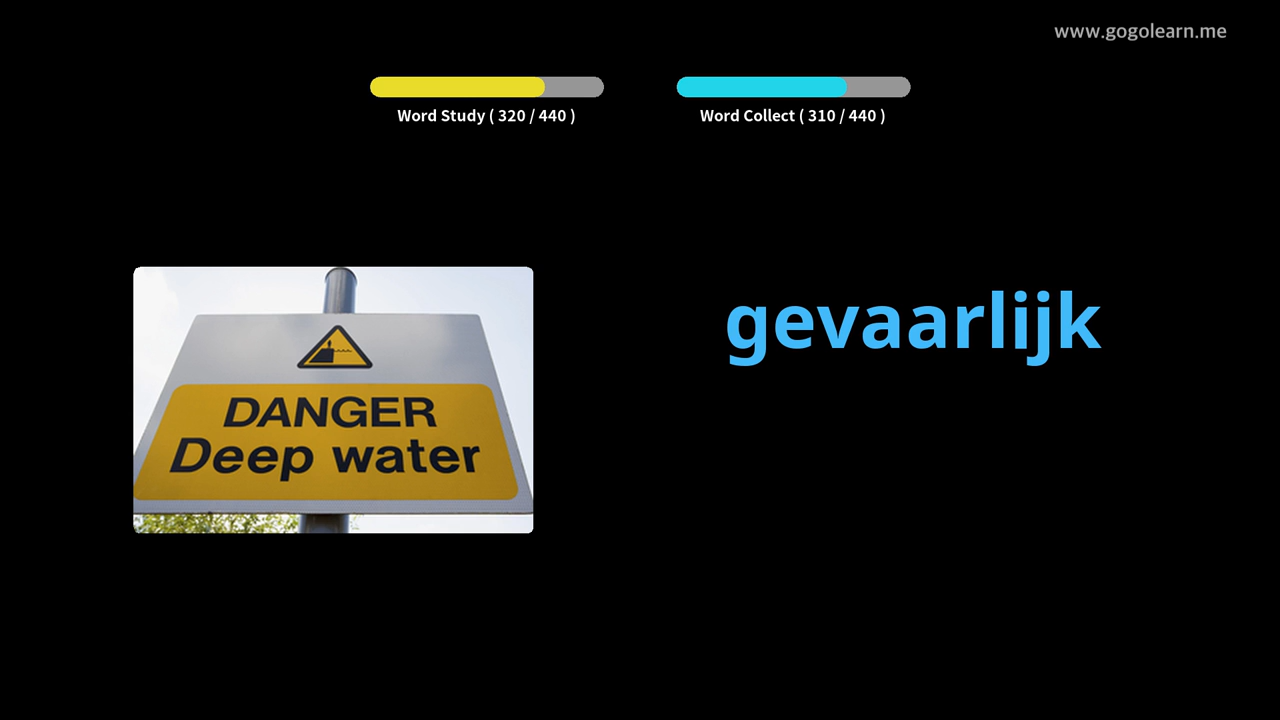 www.gogolearn.me
Word Study ( 320 / 440 )
Word Collect ( 310 / 440 )
gevaarlijk
DANGER
Deep water